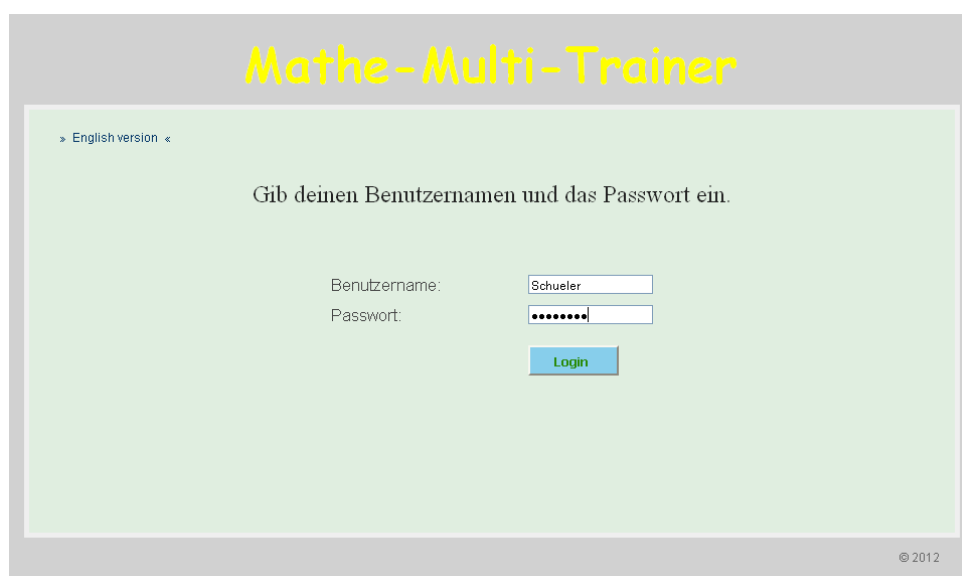 Mathe-Multi-Trainer
» English version «
Gib deinen Benutzernamen und das Passwort ein.
Benutzername: Schueler
Passwort: ••••••••
Login
© 2012